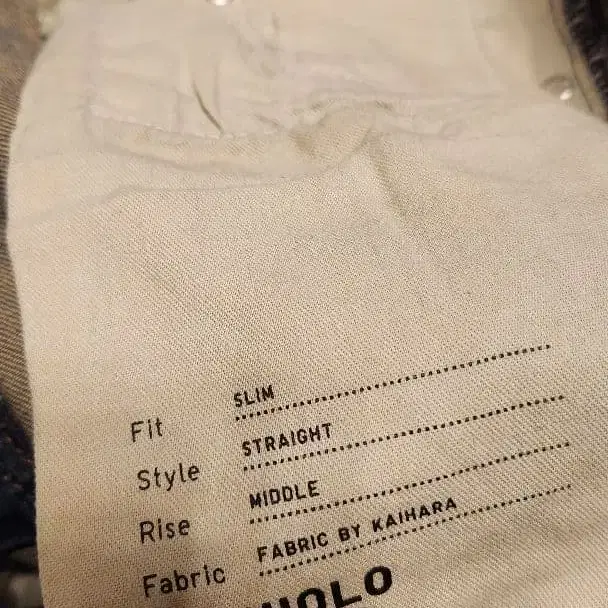 Fit SLIM
Style STRAIGHT
Rise MIDDLE
Fabric FABRIC BY KAIHARA